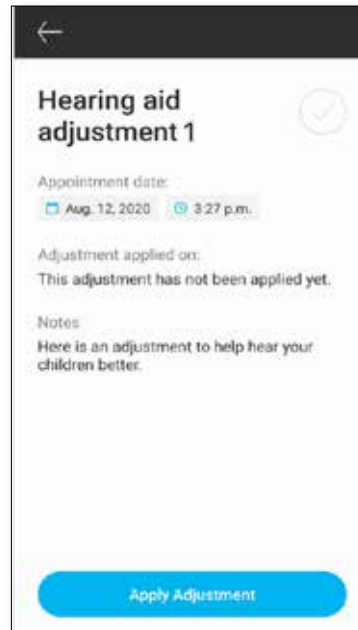 Hearing aid
adjustment 1
Appointment date:
Aug. 12, 2020 3:27 p.m.
Adjustment applied on:
This adjustment has not been applied yet.
Notes
Here is an adjustment to help hear your
children better.
Apply Adjustment